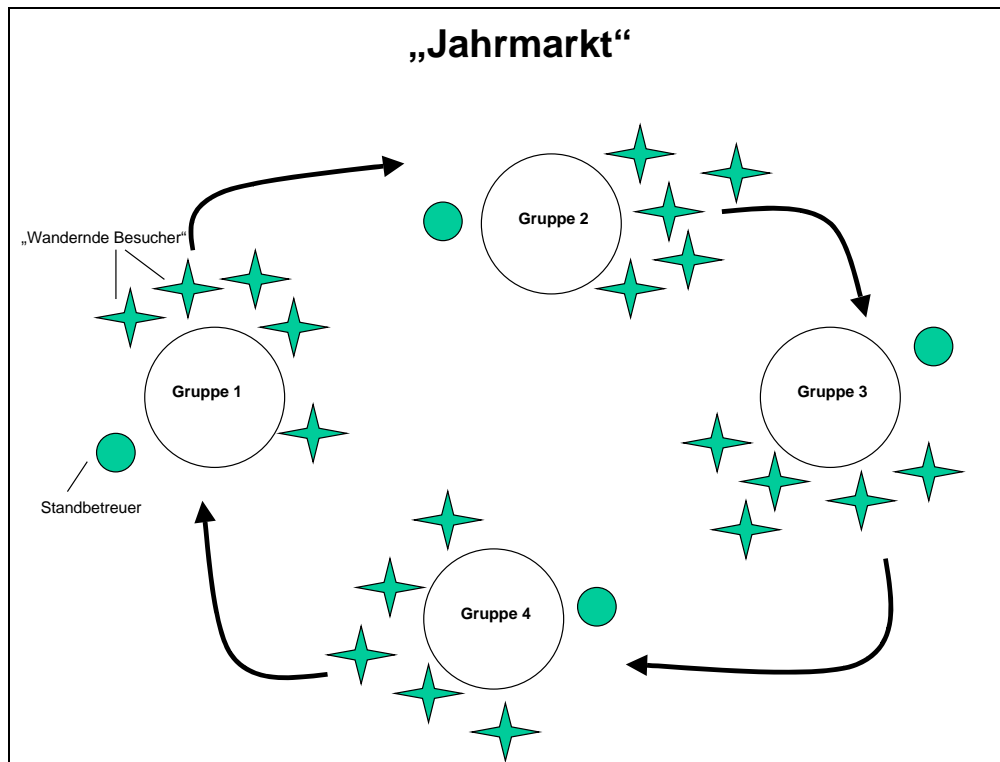 „Jahrmarkt“
Gruppe 2
„Wandernde Besucher“
Gruppe 1
Gruppe 3
Standbetreuer
Gruppe 4